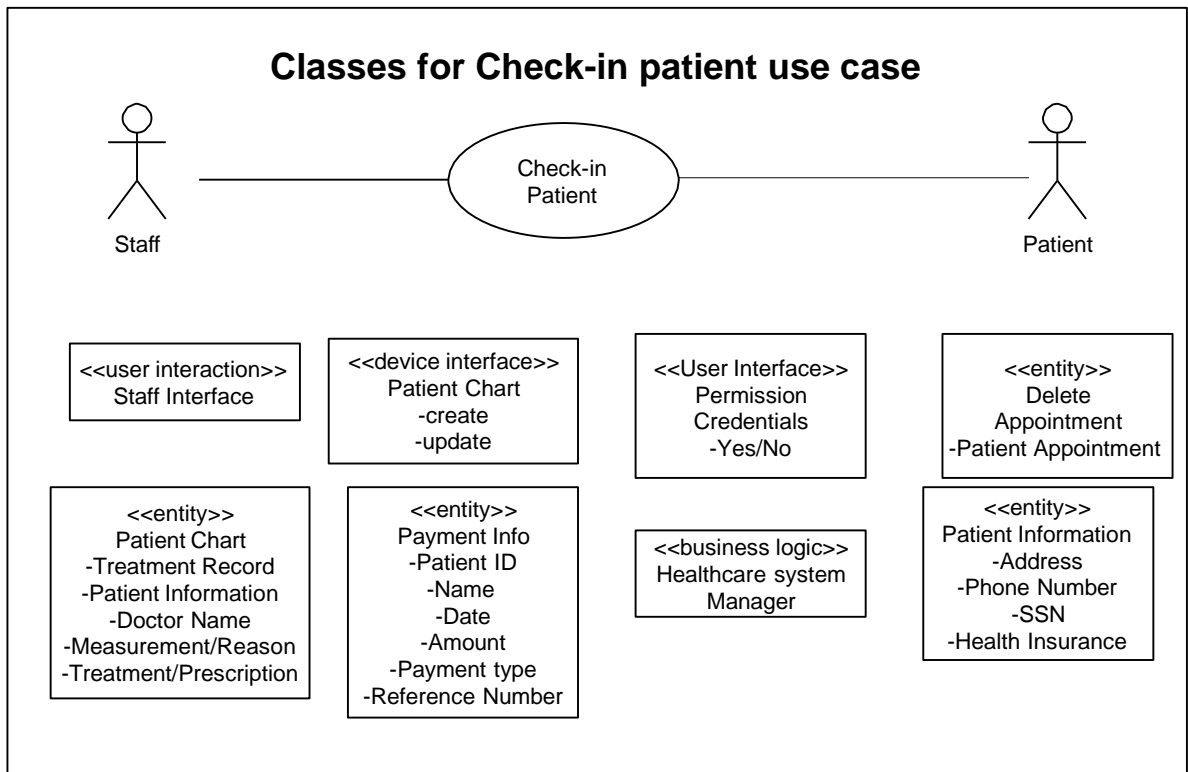 Classes for Check-in patient use case
Check-in
Patient
Staff
Patient
<<user interaction>>
Staff Interface
<<device interface>>
Patient Chart
-create
-update
<<User Interface>>
Permission
Credentials
-Yes/No
<<entity>>
Delete
Appointment
-Patient Appointment
<<entity>>
Patient Chart
-Treatment Record
-Patient Information
-Doctor Name
-Measurement/Reason
-Treatment/Prescription
<<entity>>
Payment Info
-Patient ID
-Name
-Date
-Amount
-Payment type
-Reference Number
<<business logic>>
Healthcare system
Manager
<<entity>>
Patient Information
-Address
-Phone Number
-SSN
-Health Insurance